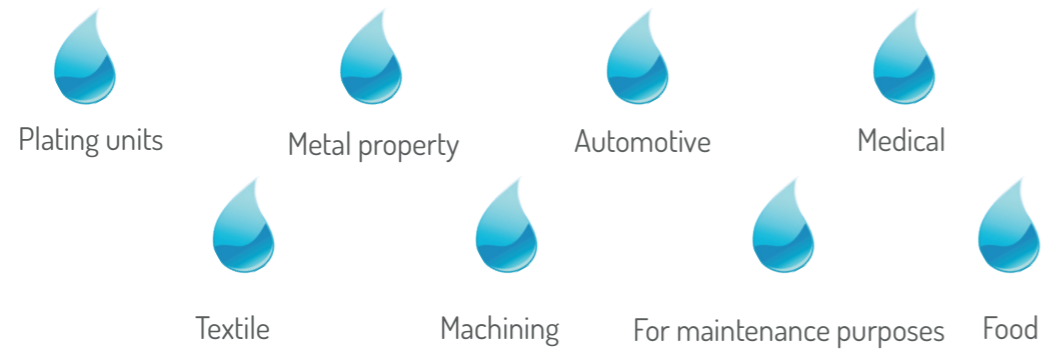 Plating units
Metal property
Automotive
Medical
Textile
Machining
For maintenance purposes
Food